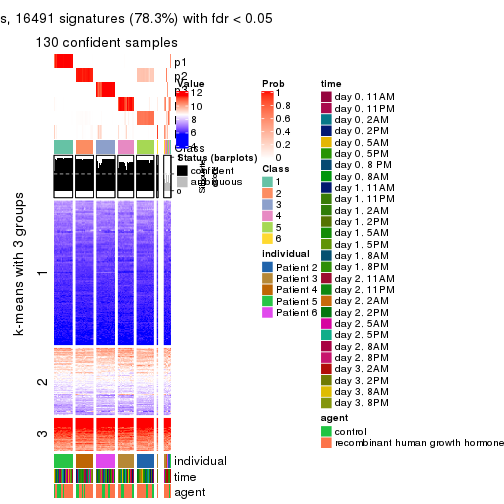 s, 16491 signatures (78.3%) with fdr < 0.05
130 confident samples
p1
p2
Value
12
10
Class
Status (barplots)
confident
ambiguous
0
k-means with 3 groups
1
2
3
individual
time
agent
Prob
1
0.8
0.6
0.4
0.2
0
Class
1
2
3
4
5
6
individual
Patient 2
Patient 3
Patient 4
Patient 5
Patient 6
time
day 0. 11AM
day 0. 11PM
day 0. 2AM
day 0. 2PM
day 0. 5AM
day 0. 5PM
day 0. 8 PM
day 0. 8AM
day 1. 11AM
day 1. 11PM
day 1. 2AM
day 1. 2PM
day 1. 5AM
day 1. 5PM
day 1. 8AM
day 1. 8PM
day 2. 11AM
day 2. 11PM
day 2. 2AM
day 2. 2PM
day 2. 5AM
day 2. 5PM
day 2. 8AM
day 2. 8PM
day 3. 2AM
day 3. 2PM
day 3. 8AM
day 3. 8PM
agent
control
recombinant human growth hormone